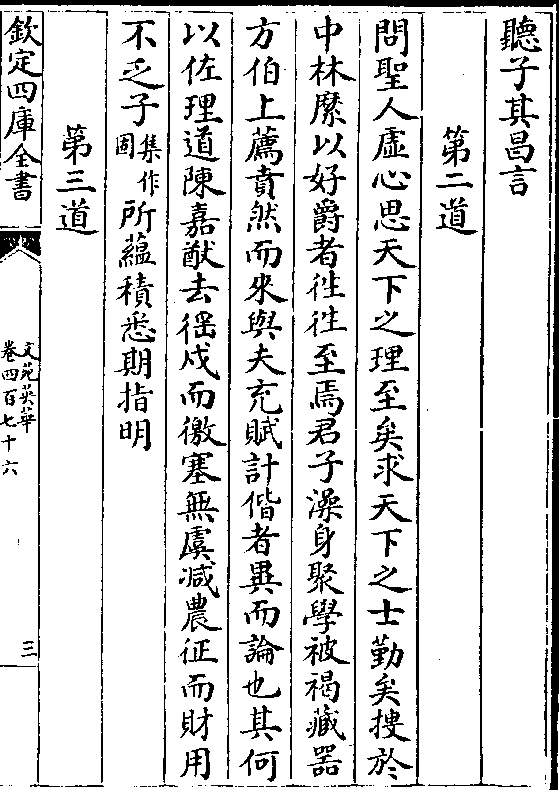 聽子其昌言
第二道
問聖人虛心思天下之理至矣求天下之士勤矣搜於
中林縻以好爵者徃徃至焉君子澡身聚學被褐藏器
方伯上薦賁然而來與夫充賦計偕者異而論也其何
以佐理道陳嘉猷去徭戍而徼塞無虞減農征而財用
不乏子集作固所蘊積悉期指明
第三道
欽定四庫全書
文苑英華
卷四百七十六
三